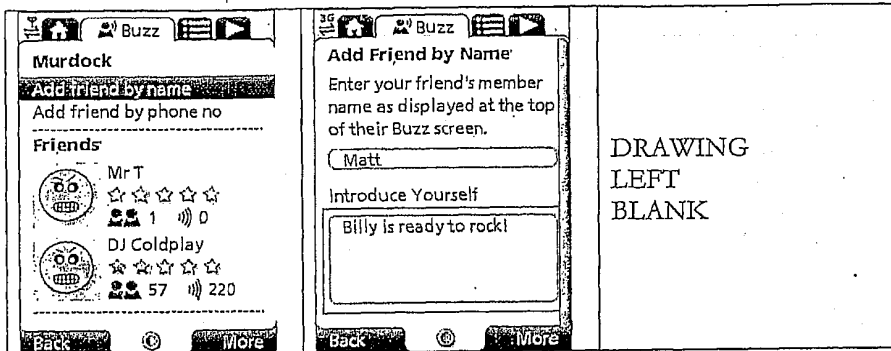 Buzz
Murdock
Add friend by name
Add friend by phone no
Friends
Mr T
1 0
DJ Coldplay
57 220
Back More
3G
Buzz
Add Friend by Name
Enter your friend's member
name as displayed at the top
of their Buzz screen.
Matt
Introduce Yourself
Billy is ready to rock!
Back More
DRAWING
LEFT
BLANK